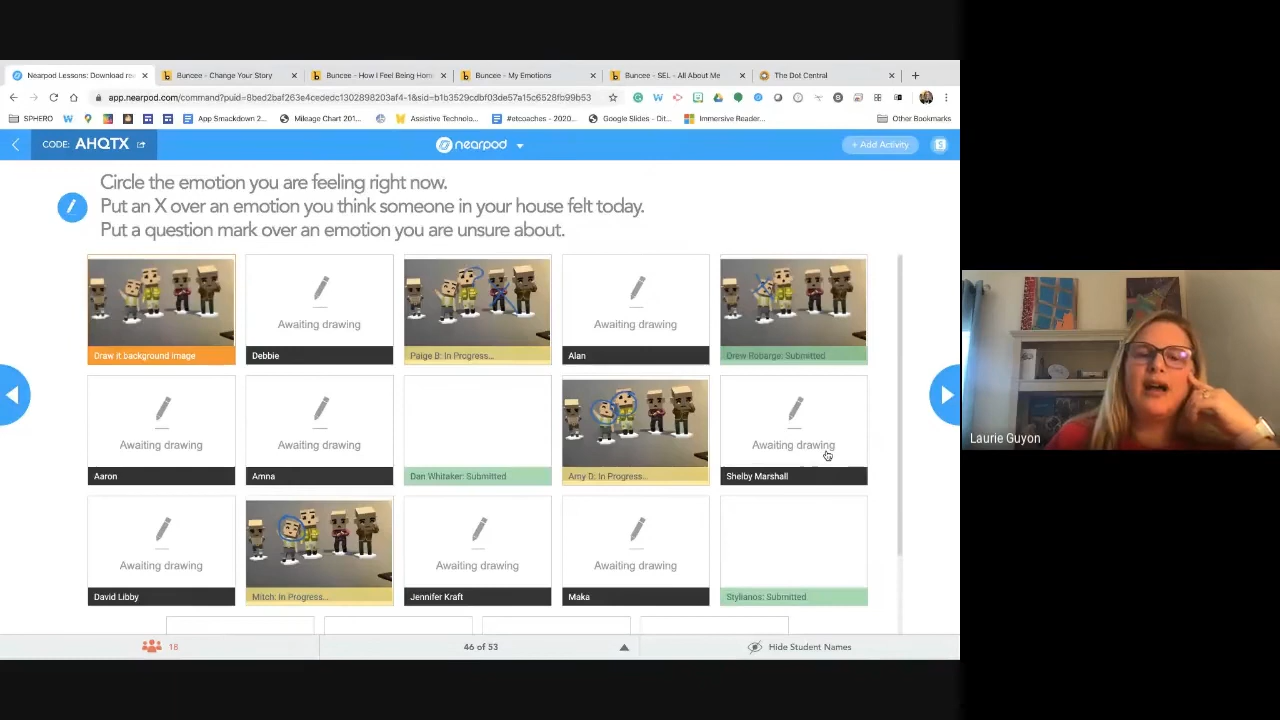 Nearpod Lessons: Download re
Buncee - Change Your Story
Buncee - How I Feel Being Hom
Buncee - My Emotions
Buncee - SEL - All About Me
The Dot Central
app.nearpod.com/command?puid=8bed2baf263e4cededc1302898203af4-1&sid=b1b3529cdbf03de57a15c6528fb99b53
SPHERO
App Smackdown 2...
Mileage Chart 201...
Assistive Technolo...
#etcoaches - 2020...
Google Slides - Dit...
Immersive Reader...
Other Bookmarks
CODE: AHQTX
nearpod
+ Add Activity
Circle the emotion you are feeling right now.
Put an X over an emotion you think someone in your house felt today.
Put a question mark over an emotion you are unsure about.
Awaiting drawing
Awaiting drawing
Draw it background image
Debbie
Paige B: In Progress...
Alan
Drew Robarge: Submitted
Awaiting drawing
Awaiting drawing
Awaiting drawing
Aaron
Amna
Dan Whitaker: Submitted
Amy D: In Progress...
Shelby Marshall
Awaiting drawing
Awaiting drawing
Awaiting drawing
David Libby
Mitch: In Progress...
Jennifer Kraft
Maka
Stylianos: Submitted
18
46 of 53
Hide Student Names
Laurie Guyon